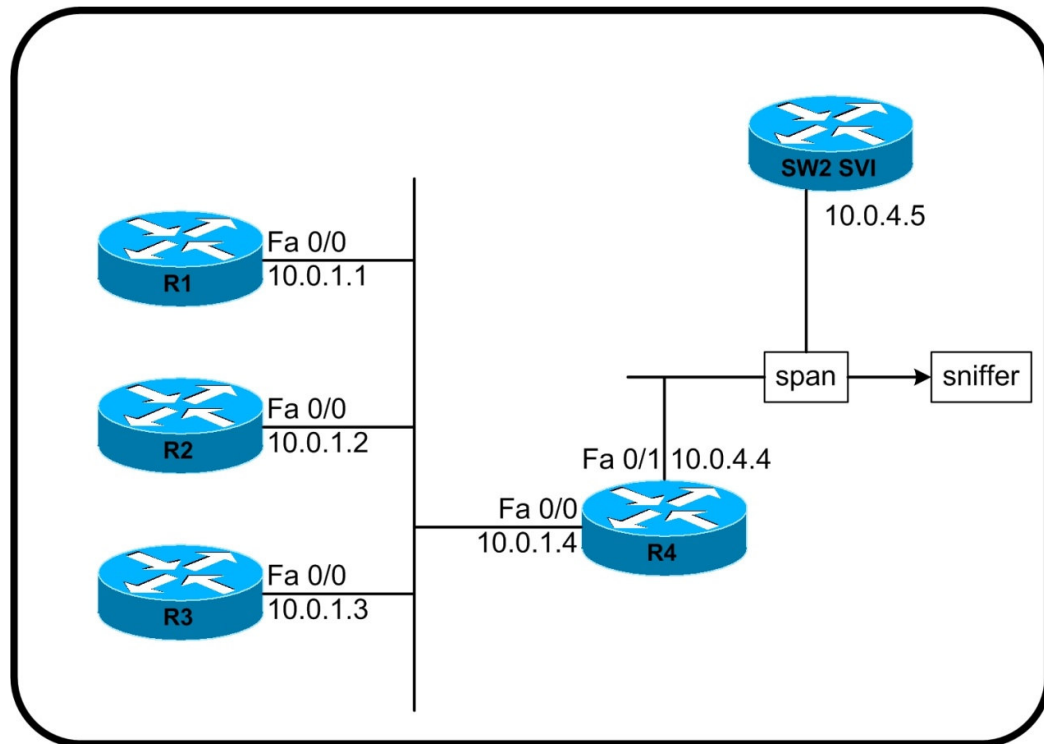 SW2 SVI
10.0.4.5
Fa 0/0
10.0.1.1
R1
Fa 0/0
10.0.1.2
R2
span
sniffer
Fa 0/1 10.0.4.4
Fa 0/0
10.0.1.4
R4
Fa 0/0
10.0.1.3
R3